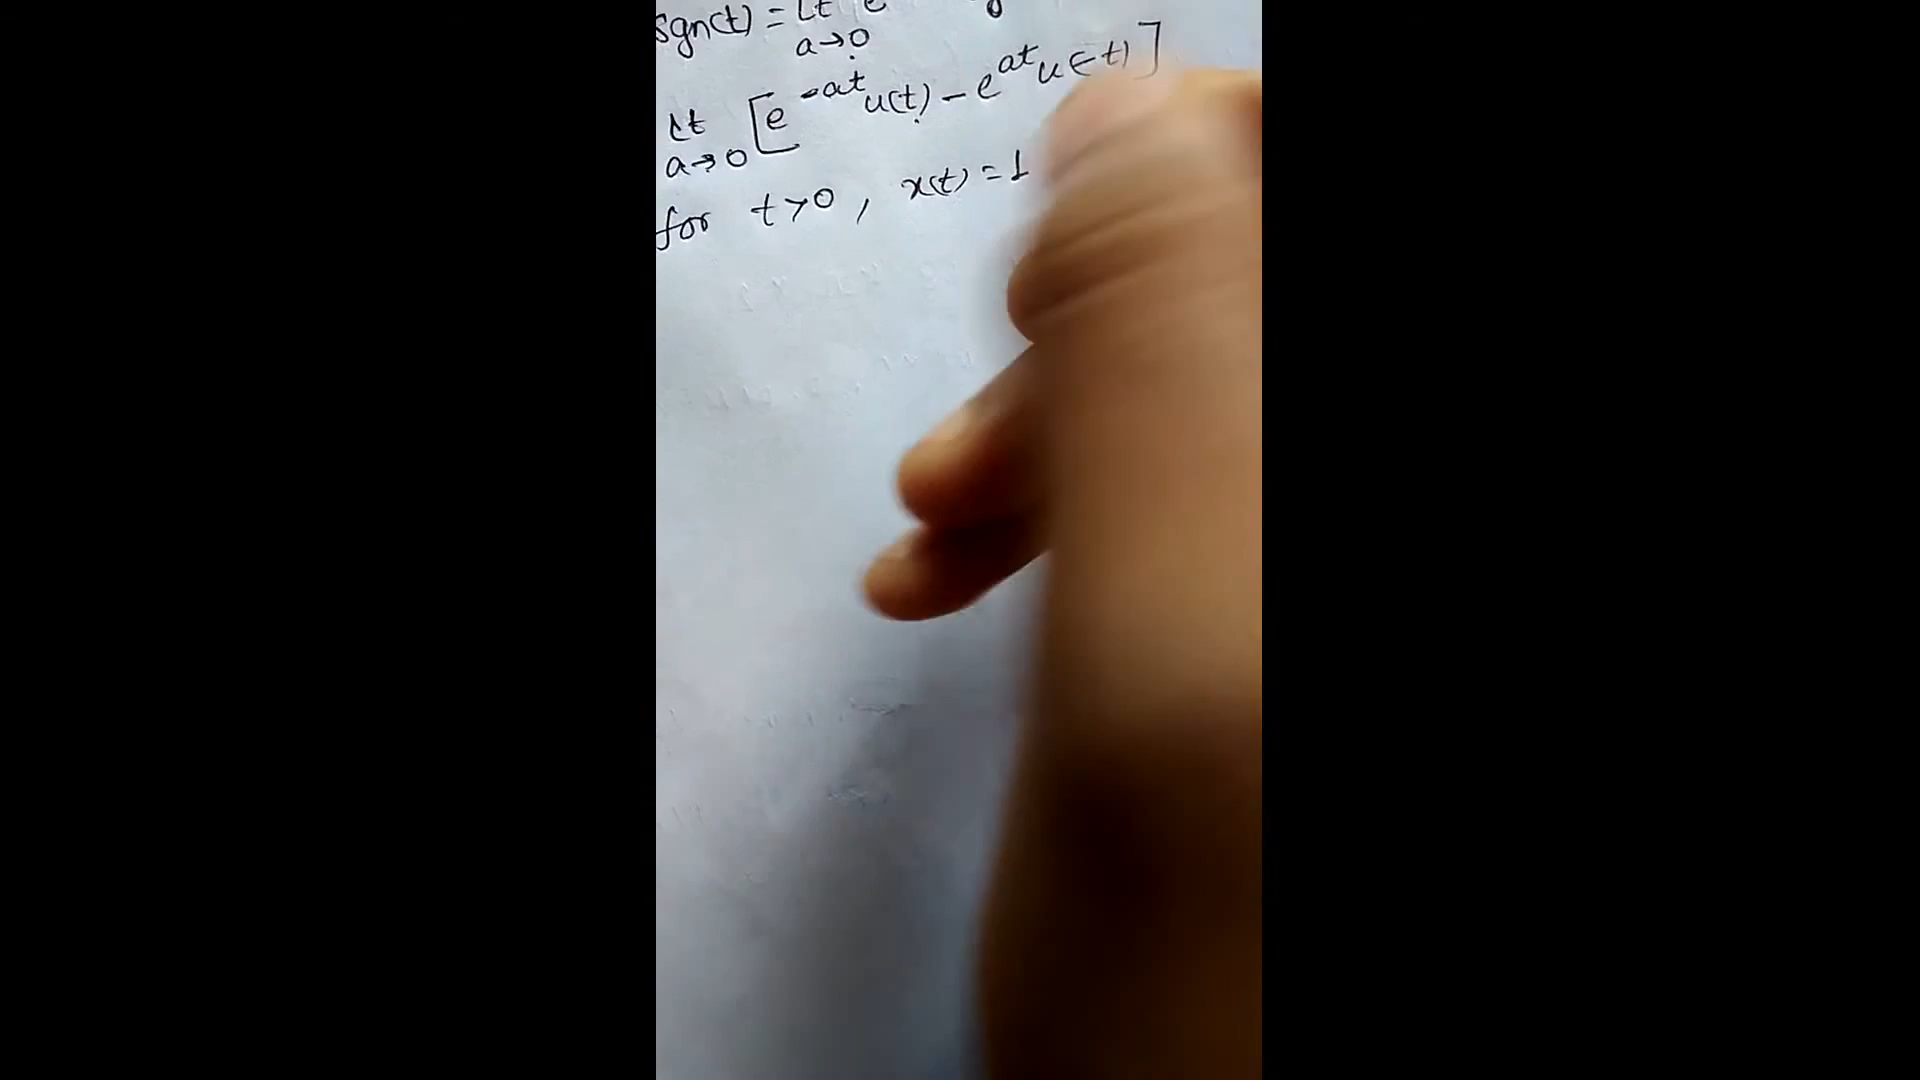 sgn(t) = Lt e
a→0
Lt [e^-at u(t) - e^at u(-t)]
a→0
for t>0, x(t) = 1